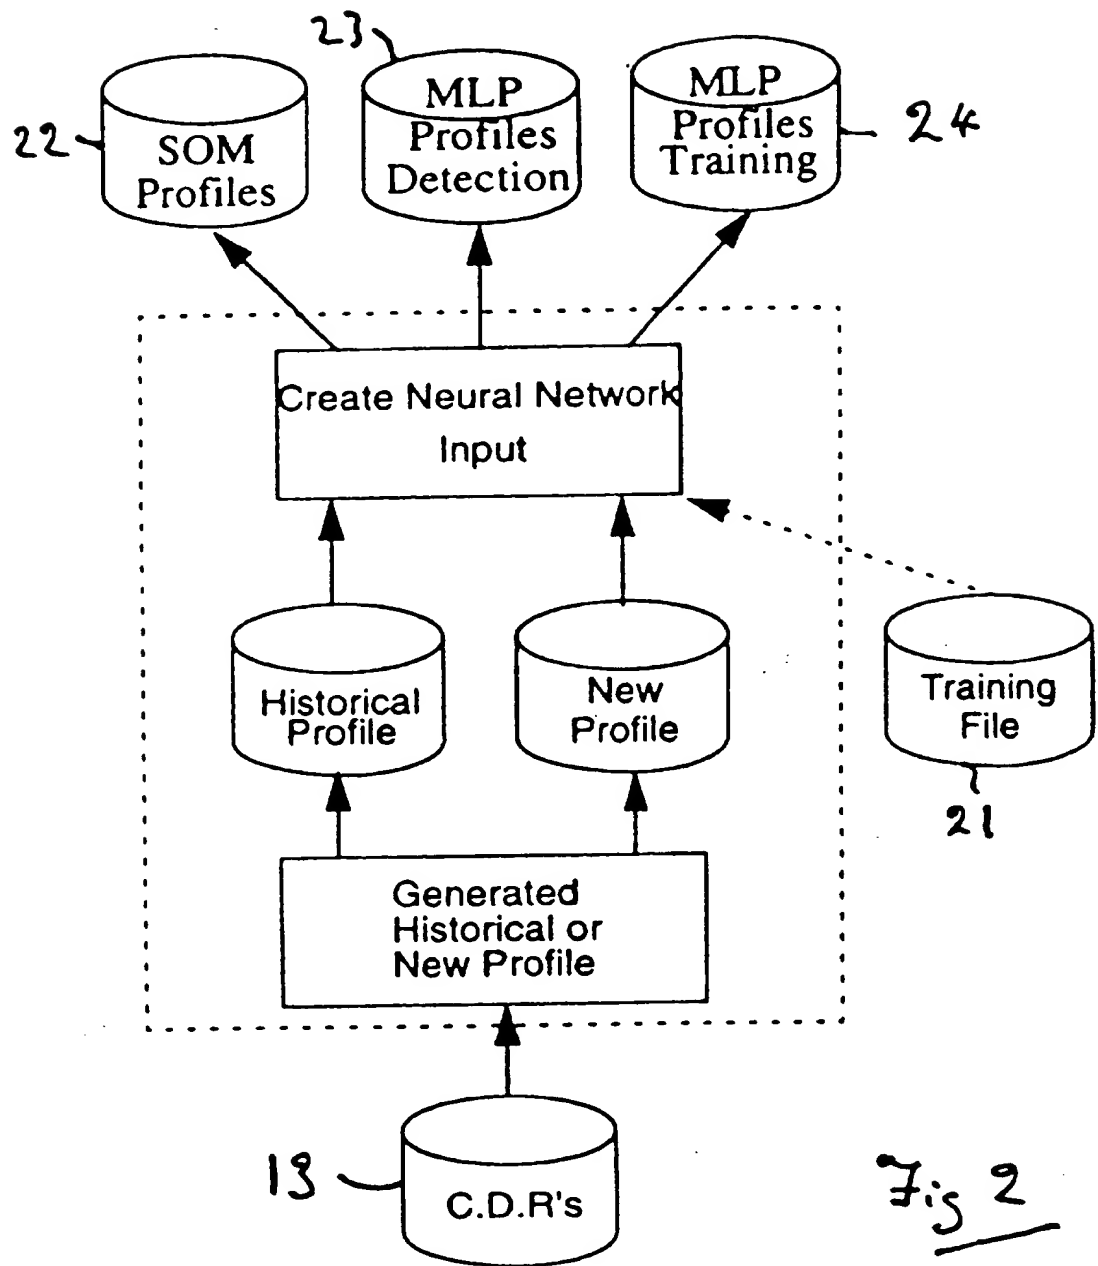 23
22
SOM
Profiles
MLP
Profiles
Detection
MLP
Profiles
Training
24
Create Neural Network
Input
Historical
Profile
New
Profile
Training
File
21
Generated
Historical or
New Profile
13
C.D.R's
Fig 2